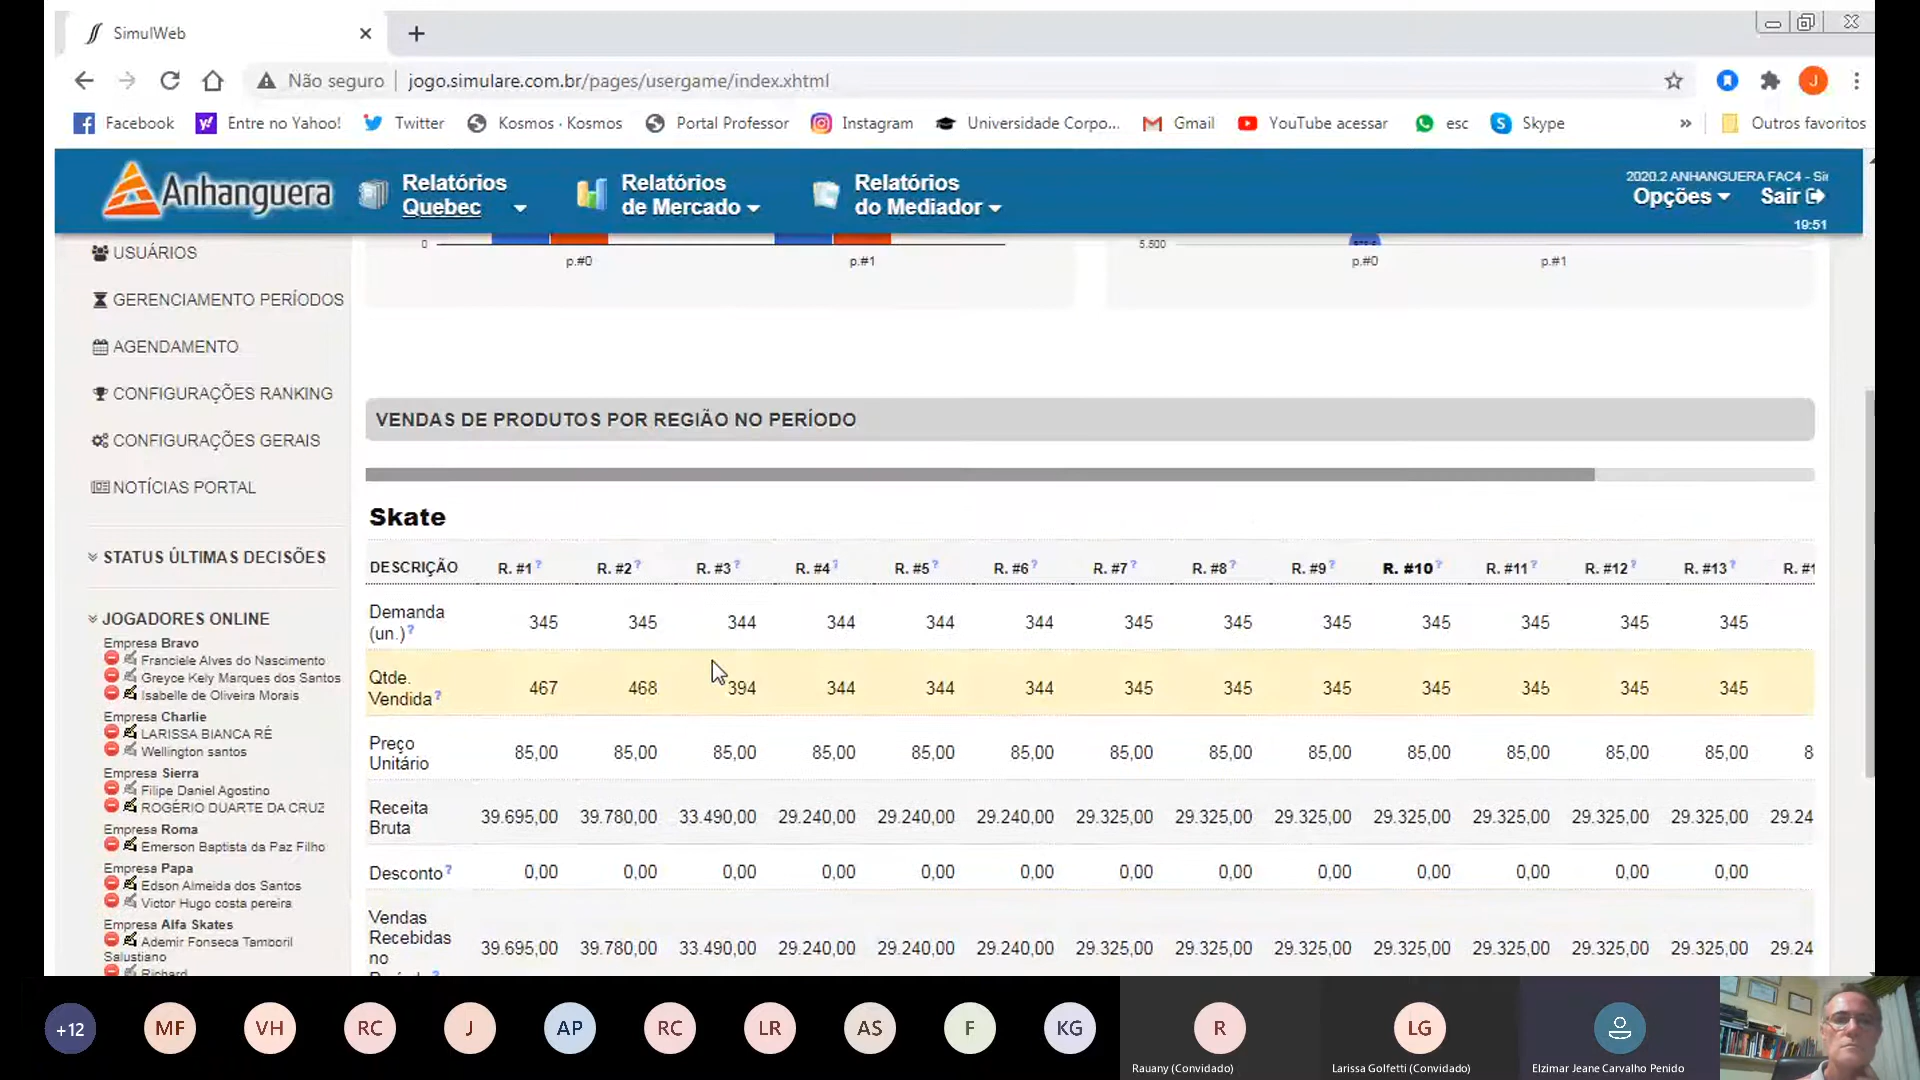 SimulWeb
Não seguro
jogo.simulare.com.br/pages/usergame/index.xhtml
J
Facebook
Entre no Yahoo!
Twitter
Kosmos · Kosmos
Portal Professor
Instagram
Universidade Corpo...
Gmail
YouTube acessar
esc
Skype
»
Outros favoritos
Anhanguera
Relatórios
Quebec
Relatórios
de Mercado
Relatórios
do Mediador
2020.2 ANHANGUERA FAC4 - Si
Opções
Sair
19:51
USUÁRIOS
GERENCIAMENTO PERÍODOS
AGENDAMENTO
CONFIGURAÇÕES RANKING
CONFIGURAÇÕES GERAIS
NOTÍCIAS PORTAL
STATUS ÚLTIMAS DECISÕES
JOGADORES ONLINE
Empresa Bravo
Franciele Alves do Nascimento
Greyce Kely Marques dos Santos
Isabelle de Oliveira Morais
Empresa Charlie
LARISSA BIANCA RÉ
Wellington santos
Empresa Sierra
Filipe Daniel Agostino
ROGÉRIO DUARTE DA CRUZ
Empresa Roma
Emerson Baptista da Paz Filho
Empresa Papa
Edson Almeida dos Santos
Victor Hugo costa pereira
Empresa Alfa Skates
Ademir Fonseca Tamboril
Salustiano
Richard
0
p.#0
p.#1
5.500
p.#0
p.#1
VENDAS DE PRODUTOS POR REGIÃO NO PERÍODO
Skate
DESCRIÇÃO R. #1? R. #2? R. #3? R. #4? R. #5? R. #6? R. #7? R. #8? R. #9? R. #10? R. #11? R. #12? R. #13? R. #1
Demanda
(un.)? 345 345 344 344 344 344 345 345 345 345 345 345 345
Qtde.
Vendida? 467 468 394 344 344 344 345 345 345 345 345 345 345
Preço
Unitário 85,00 85,00 85,00 85,00 85,00 85,00 85,00 85,00 85,00 85,00 85,00 85,00 85,00 8
Receita
Bruta 39.695,00 39.780,00 33.490,00 29.240,00 29.240,00 29.240,00 29.325,00 29.325,00 29.325,00 29.325,00 29.325,00 29.325,00 29.325,00 29.24
Desconto? 0,00 0,00 0,00 0,00 0,00 0,00 0,00 0,00 0,00 0,00 0,00 0,00 0,00
Vendas
Recebidas
no 39.695,00 39.780,00 33.490,00 29.240,00 29.240,00 29.240,00 29.325,00 29.325,00 29.325,00 29.325,00 29.325,00 29.325,00 29.325,00 29.24
+12
MF
VH
RC
J
AP
RC
LR
AS
F
KG
R
LG
Rauany (Convidado)
Larissa Golfetti (Convidado)
Elzimar Jeane Carvalho Penido